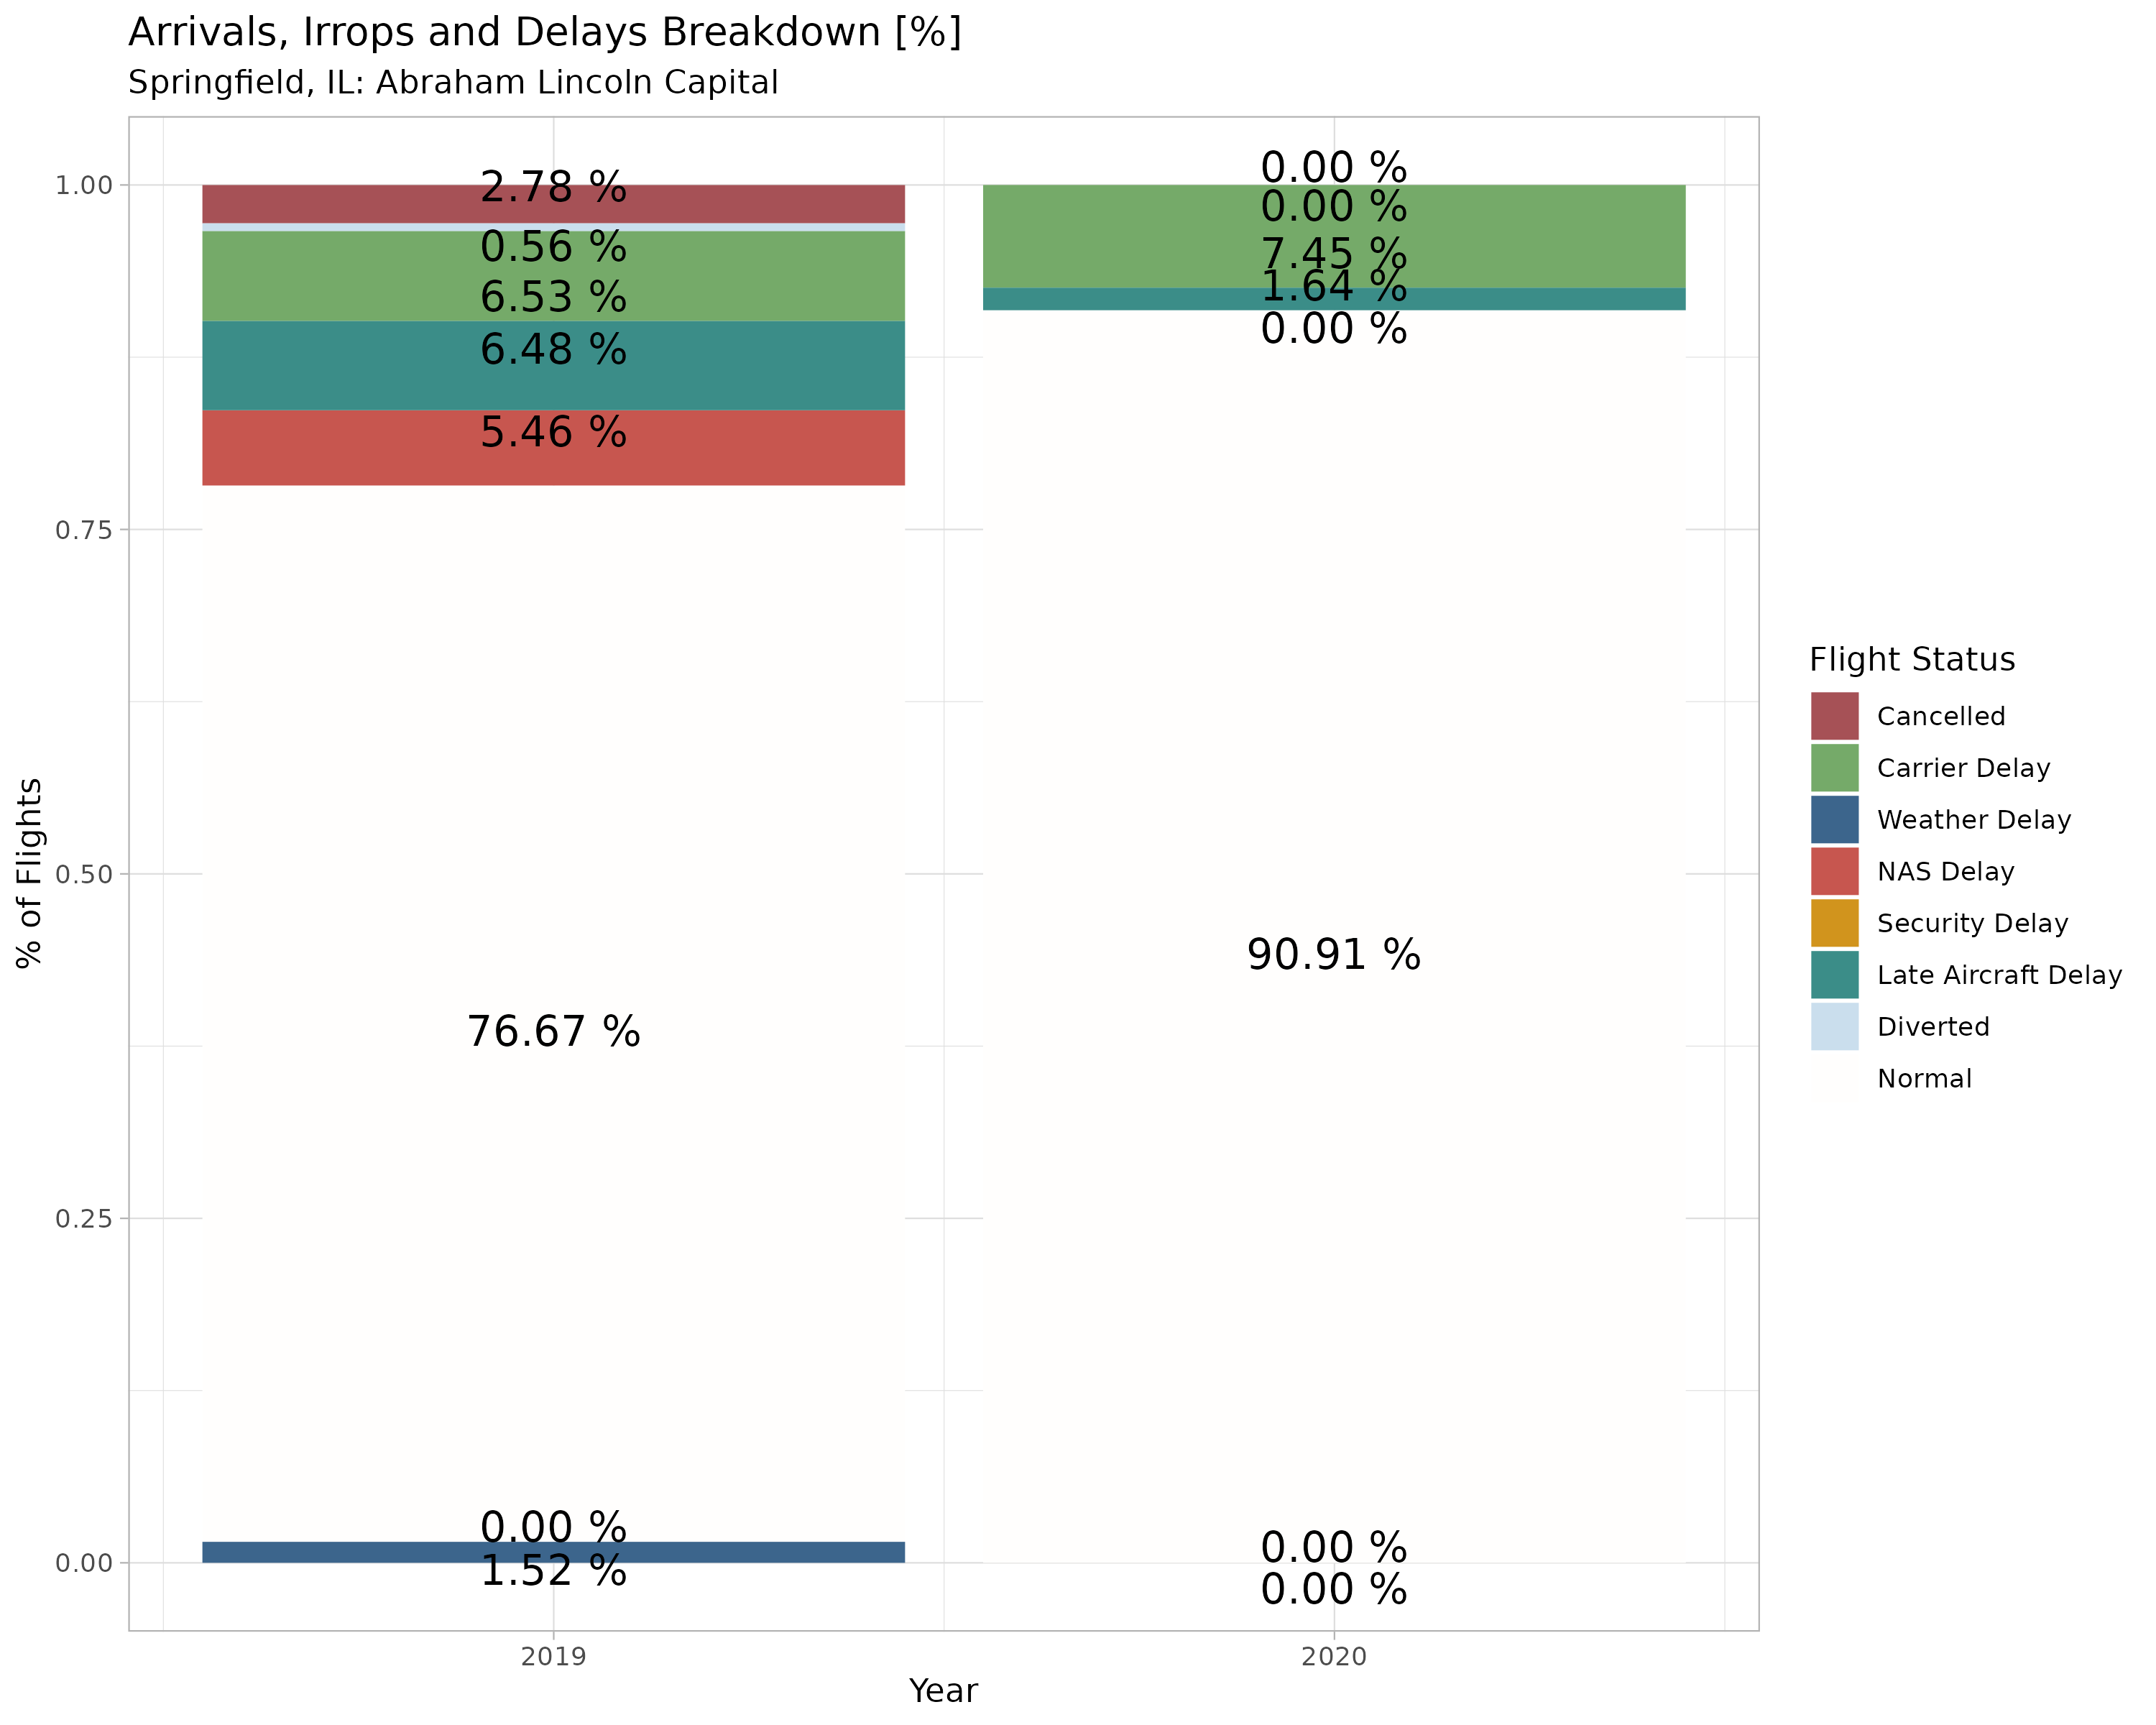 Arrivals, Irrops and Delays Breakdown [%]
Springfield, IL: Abraham Lincoln Capital
% of Flights
1.00
0.75
0.50
0.25
0.00
2.78 %
0.56 %
6.53 %
6.48 %
5.46 %
76.67 %
0.00 %
1.52 %
0.00 %
0.00 %
7.45 %
1.64 %
0.00 %
90.91 %
0.00 %
0.00 %
2019
2020
Year
Flight Status
Cancelled
Carrier Delay
Weather Delay
NAS Delay
Security Delay
Late Aircraft Delay
Diverted
Normal